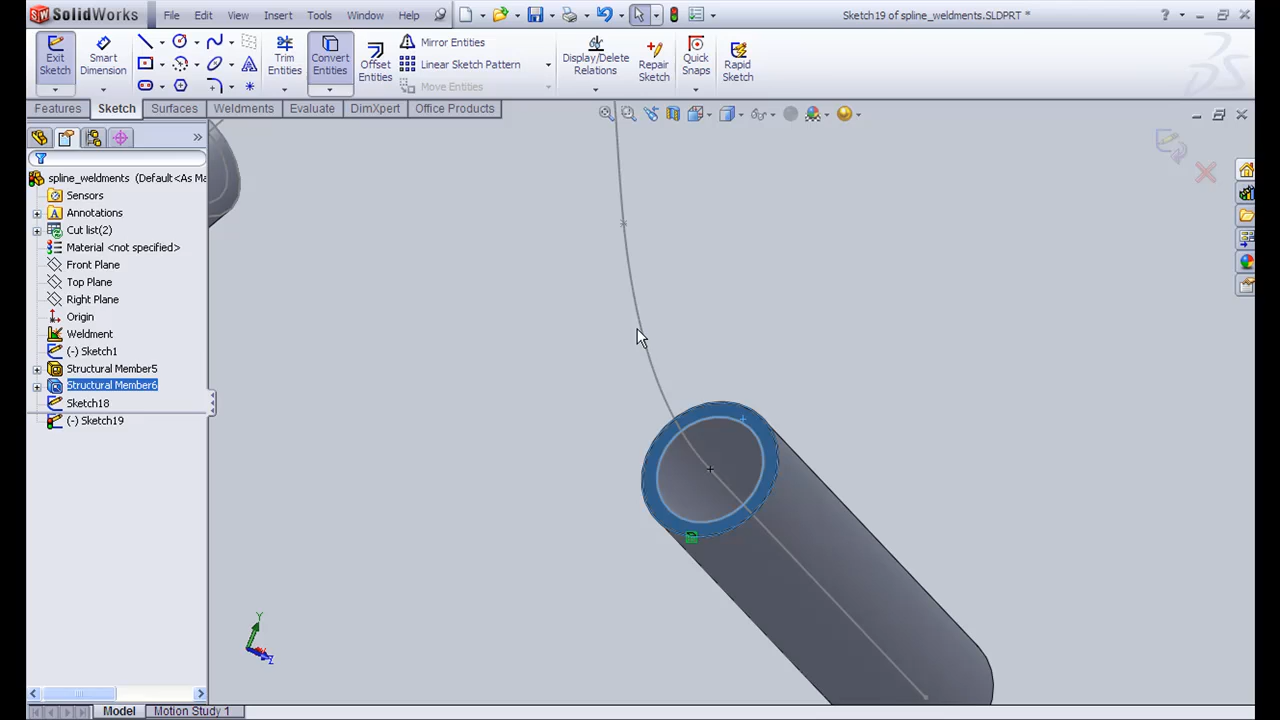 SolidWorks File Edit View Insert Tools Window Help Sketch19 of spline_weldments.SLDPRT *
Exit Sketch
Smart Dimension
Trim Entities
Convert Entities
Offset Entities
Mirror Entities
Linear Sketch Pattern
Move Entities
Display/Delete Relations
Repair Sketch
Quick Snaps
Rapid Sketch
Features Sketch Surfaces Weldments Evaluate DimXpert Office Products
spline_weldments (Default<As Ma
Sensors
Annotations
Cut list(2)
Material <not specified>
Front Plane
Top Plane
Right Plane
Origin
Weldment
(-) Sketch1
Structural Member5
Structural Member6
Sketch18
(-) Sketch19
Y
Z
Model Motion Study 1